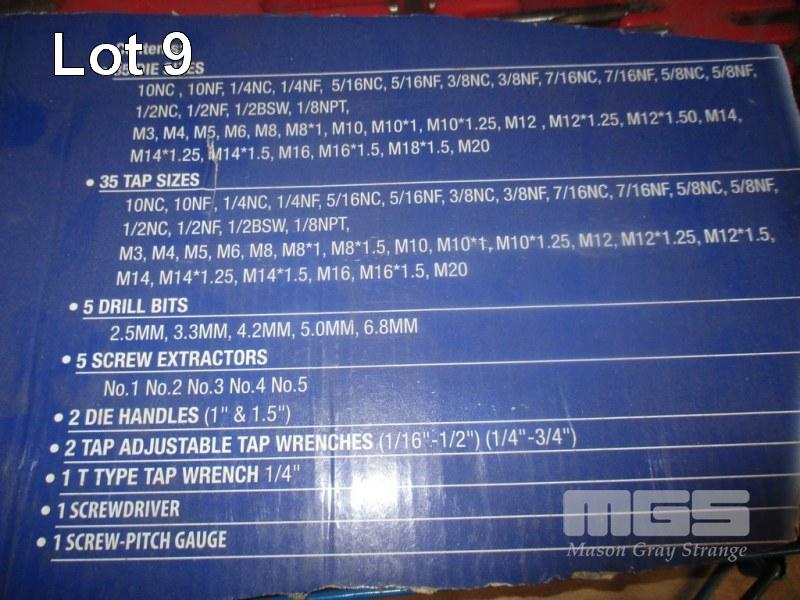 Lot 9
Contents:
35 DIE SIZES
10NC , 10NF, 1/4NC, 1/4NF, 5/16NC, 5/16NF, 3/8NC, 3/8NF, 7/16NC, 7/16NF, 5/8NC, 5/8NF,
1/2NC, 1/2NF, 1/2BSW, 1/8NPT,
M3, M4, M5, M6, M8, M8*1, M10, M10*1, M10*1.25, M12 , M12*1.25, M12*1.50, M14,
M14*1.25, M14*1.5, M16, M16*1.5, M18*1.5, M20
• 35 TAP SIZES
10NC, 10NF, 1/4NC, 1/4NF, 5/16NC, 5/16NF, 3/8NC, 3/8NF, 7/16NC, 7/16NF, 5/8NC, 5/8NF,
1/2NC, 1/2NF, 1/2BSW, 1/8NPT,
M3, M4, M5, M6, M8, M8*1, M8*1.5, M10, M10*1, M10*1.25, M12, M12*1.25, M12*1.5,
M14, M14*1.25, M14*1.5, M16, M16*1.5, M20
• 5 DRILL BITS
2.5MM, 3.3MM, 4.2MM, 5.0MM, 6.8MM
• 5 SCREW EXTRACTORS
No.1 No.2 No.3 No.4 No.5
• 2 DIE HANDLES (1" & 1.5")
• 2 TAP ADJUSTABLE TAP WRENCHES (1/16"-1/2") (1/4"-3/4")
• 1 T TYPE TAP WRENCH 1/4"
• 1 SCREWDRIVER
• 1 SCREW-PITCH GAUGE
MGS
Mason Gray Strange